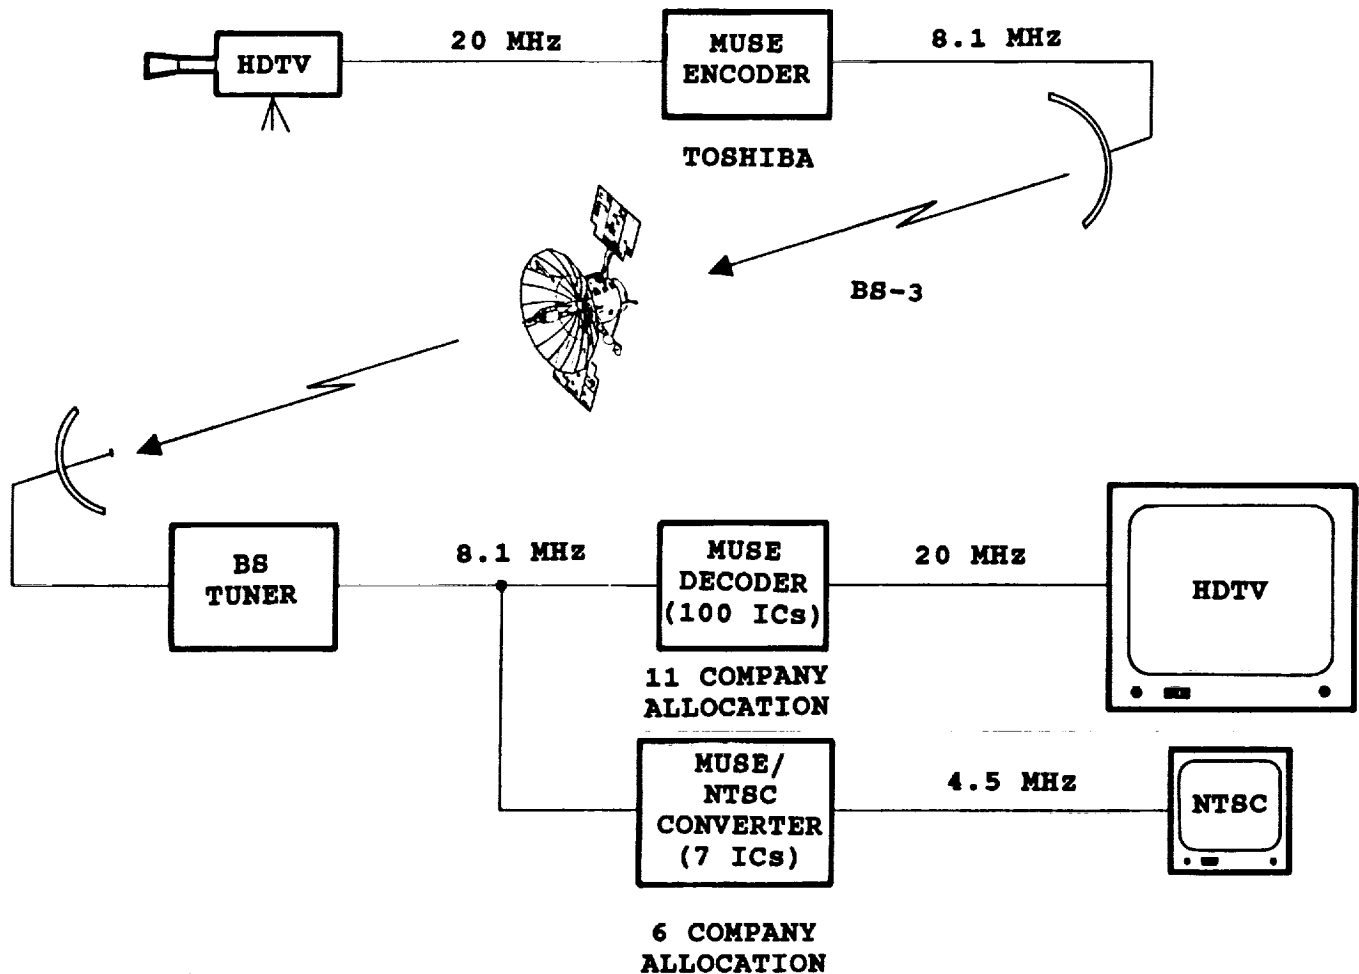 20 MHz
8.1 MHz
HDTV
MUSE
ENCODER
TOSHIBA
BS-3
BS
TUNER
8.1 MHz
MUSE
DECODER
(100 ICs)
20 MHz
HDTV
11 COMPANY
ALLOCATION
MUSE/
NTSC
CONVERTER
(7 ICs)
4.5 MHz
NTSC
6 COMPANY
ALLOCATION